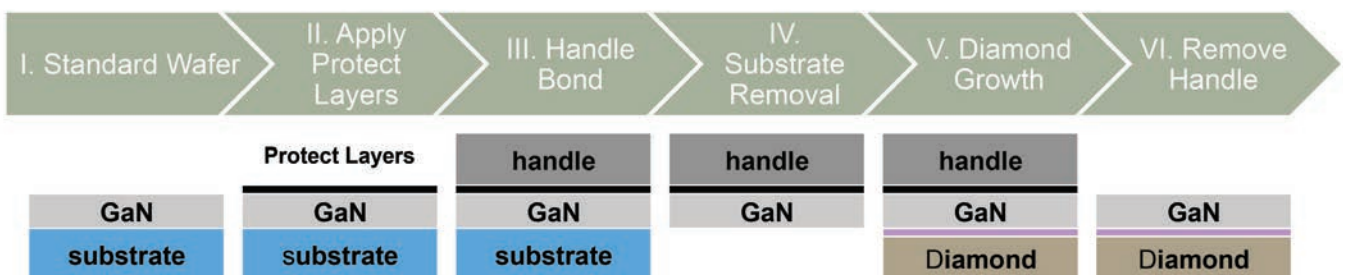 I. Standard Wafer
II. Apply
Protect
Layers
III. Handle
Bond
IV.
Substrate
Removal
V. Diamond
Growth
VI. Remove
Handle
Protect Layers
handle
handle
handle
GaN
GaN
GaN
GaN
GaN
GaN
substrate
substrate
substrate
Diamond
Diamond